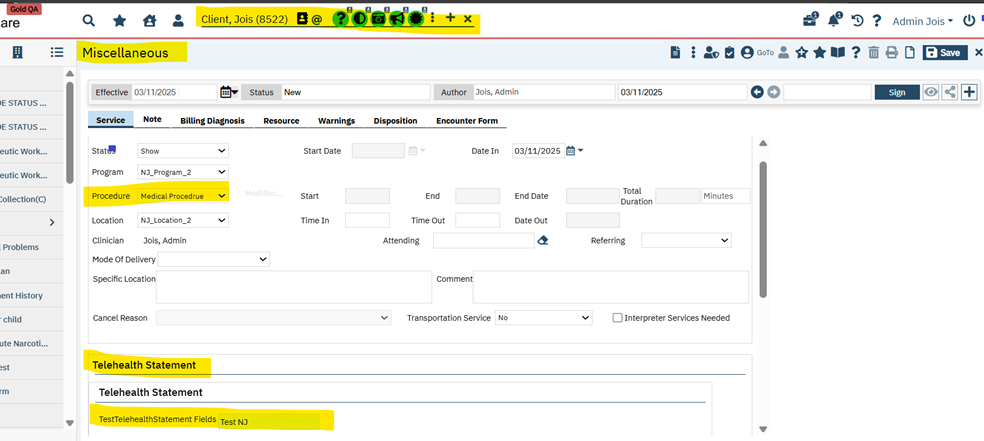 Gold QA
are
Client, Jois (8522) @
1 1 Admin Jois
Miscellaneous
GoTo Save
DE STATUS ...
DE STATUS ...
eutic Work...
eutic Work...
Collection(C)
l Problems
an
ent History
r child
ute Narcoti...
est
rm
Effective 03/11/2025 Status New Author Jois, Admin 03/11/2025 Sign
Service Note Billing Diagnosis Resource Warnings Disposition Encounter Form
Status Show Start Date Date In 03/11/2025
Program NJ_Program_2
Procedure Medical Procedrue Modifier... Start End End Date Total Duration Minutes
Location NJ_Location_2 Time In Time Out Date Out
Clinician Jois, Admin Attending Referring
Mode Of Delivery
Specific Location Comment
Cancel Reason Transportation Service No Interpreter Services Needed
Telehealth Statement
Telehealth Statement
TestTelehealthStatement Fields Test NJ